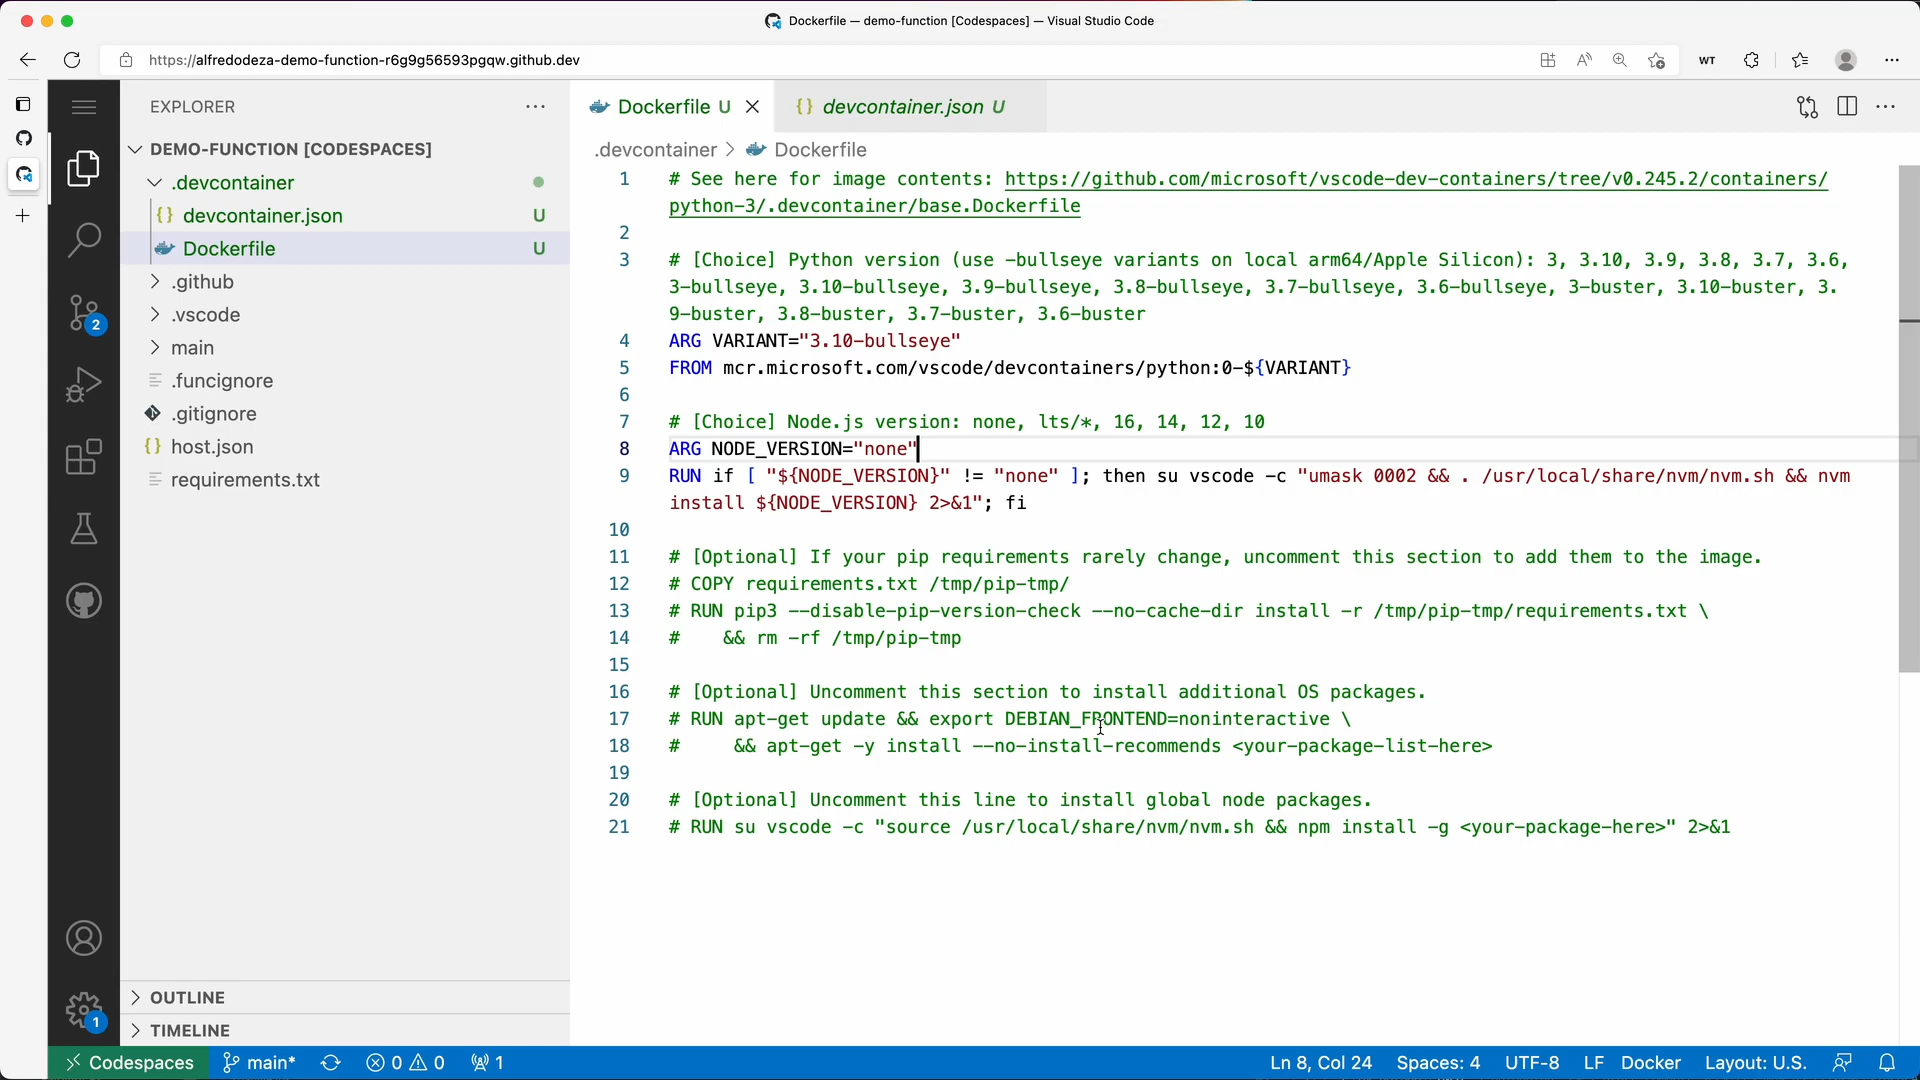 Dockerfile — demo-function [Codespaces] — Visual Studio Code
https://alfredodeza-demo-function-r6g9g56593pgqw.github.dev
WT
EXPLORER
DEMO-FUNCTION [CODESPACES]
.devcontainer
{} devcontainer.json U
Dockerfile U
.github
.vscode
main
.funcignore
.gitignore
{} host.json
requirements.txt
2
OUTLINE
TIMELINE
1
Dockerfile U
{} devcontainer.json U
.devcontainer > Dockerfile
1 # See here for image contents: https://github.com/microsoft/vscode-dev-containers/tree/v0.245.2/containers/
python-3/.devcontainer/base.Dockerfile
2
3 # [Choice] Python version (use -bullseye variants on local arm64/Apple Silicon): 3, 3.10, 3.9, 3.8, 3.7, 3.6,
3-bullseye, 3.10-bullseye, 3.9-bullseye, 3.8-bullseye, 3.7-bullseye, 3.6-bullseye, 3-buster, 3.10-buster, 3.
9-buster, 3.8-buster, 3.7-buster, 3.6-buster
4 ARG VARIANT="3.10-bullseye"
5 FROM mcr.microsoft.com/vscode/devcontainers/python:0-${VARIANT}
6
7 # [Choice] Node.js version: none, lts/*, 16, 14, 12, 10
8 ARG NODE_VERSION="none"
9 RUN if [ "${NODE_VERSION}" != "none" ]; then su vscode -c "umask 0002 && . /usr/local/share/nvm/nvm.sh && nvm
install ${NODE_VERSION} 2>&1"; fi
10
11 # [Optional] If your pip requirements rarely change, uncomment this section to add them to the image.
12 # COPY requirements.txt /tmp/pip-tmp/
13 # RUN pip3 --disable-pip-version-check --no-cache-dir install -r /tmp/pip-tmp/requirements.txt \
14 #    && rm -rf /tmp/pip-tmp
15
16 # [Optional] Uncomment this section to install additional OS packages.
17 # RUN apt-get update && export DEBIAN_FRONTEND=noninteractive \
18 #     && apt-get -y install --no-install-recommends <your-package-list-here>
19
20 # [Optional] Uncomment this line to install global node packages.
21 # RUN su vscode -c "source /usr/local/share/nvm/nvm.sh && npm install -g <your-package-here>" 2>&1
Codespaces main* 0 0 1 Ln 8, Col 24 Spaces: 4 UTF-8 LF Docker Layout: U.S.